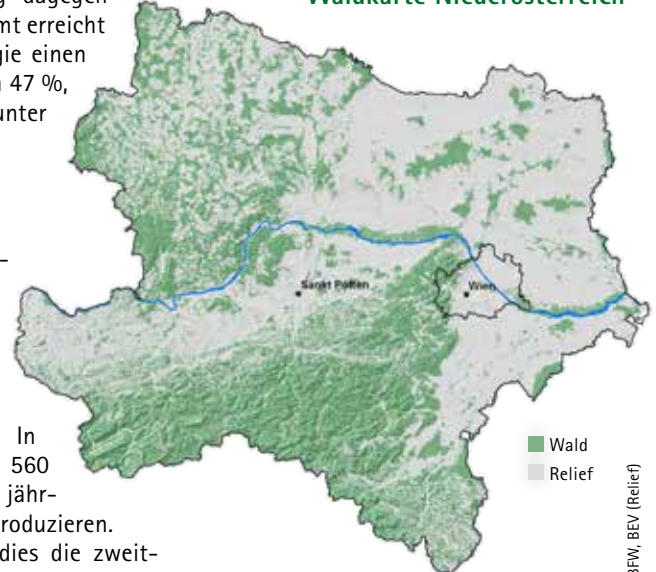 Waldkarte Niederösterreich
dagegen
mt erreicht
gie einen
47 %,
unter
–
Sankt Pölten
Wien
In
560
jähr-
roduzieren.
dies die zweit-
Wald
Relief
BFW, BEV (Relief)